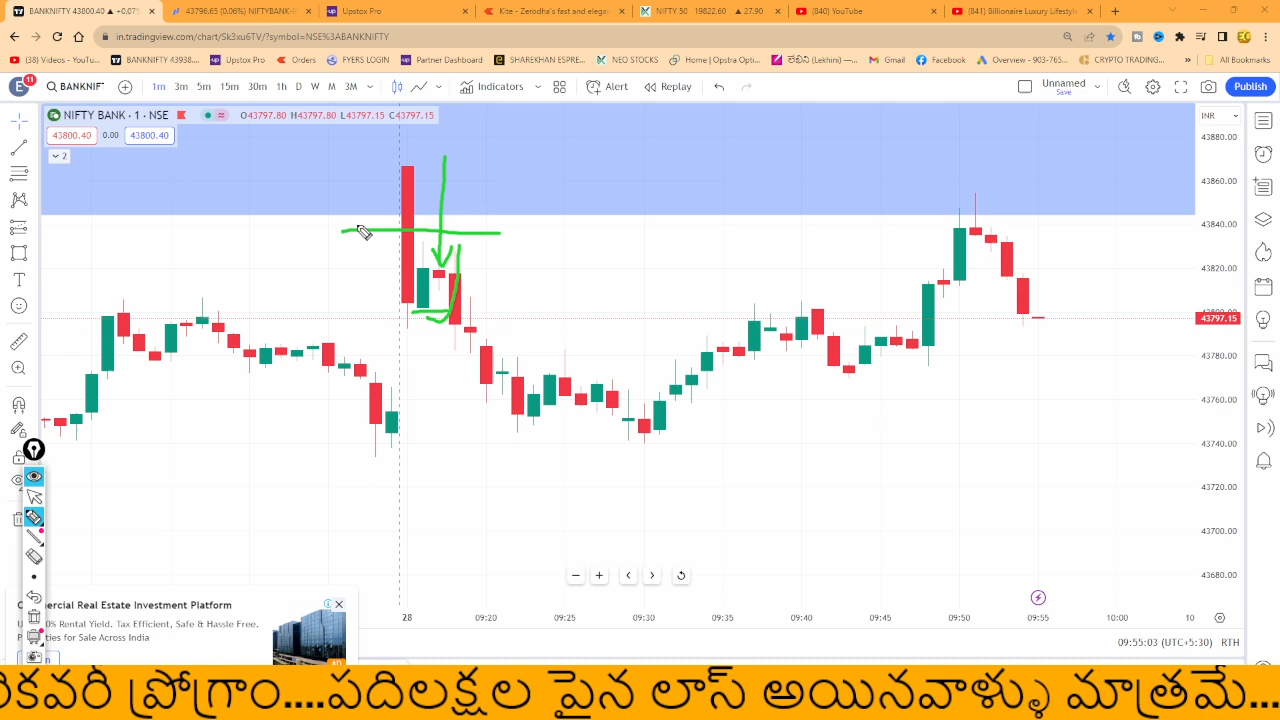 BANKNIFTY 43800.40 ▲ +0.07%
43796.65 (0.06%) NIFTYBANK-I
Upstox Pro
Kite - Zerodha's fast and elegan
NIFTY 50 19822.60 ▲ 27.90
(840) YouTube
(841) Billionaire Luxury Lifestyle
in.tradingview.com/chart/Sk3xu6TV/?symbol=NSE%3ABANKNIFTY
(38) Videos - YouTu...
BANKNIFTY 43938....
Upstox Pro
Orders
FYERS LOGIN
Partner Dashboard
SHAREKHAN ESPRE...
NEO STOCKS
Home | Opstra Opti...
లేఖిని (Lekhini) —...
Gmail
Facebook
Overview - 903-765...
CRYPTO TRADING...
All Bookmarks
E 11
BANKNIF
1m 3m 5m 15m 30m 1h D W M 3M
Indicators
Alert
Replay
Unnamed
Save
Publish
NIFTY BANK · 1 · NSE
O43797.80 H43797.80 L43797.15 C43797.15
INR
43800.40 0.00 43800.40
2
43880.00
43860.00
43840.00
43820.00
43797.15
43780.00
43760.00
43740.00
43720.00
43700.00
43680.00
28 09:20 09:25 09:30 09:35 09:40 09:45 09:50 09:55 10:00 10
09:55:03 (UTC+5:30) RTH
Real Estate Investment Platform
Rental Yield. Tax Efficient, Safe & Hassle Free.
for Sale Across India
AD
ప్రోగ్రాం....పదిలక్షల పైన లాస్ అయినవాళ్ళు మాత్రమే...